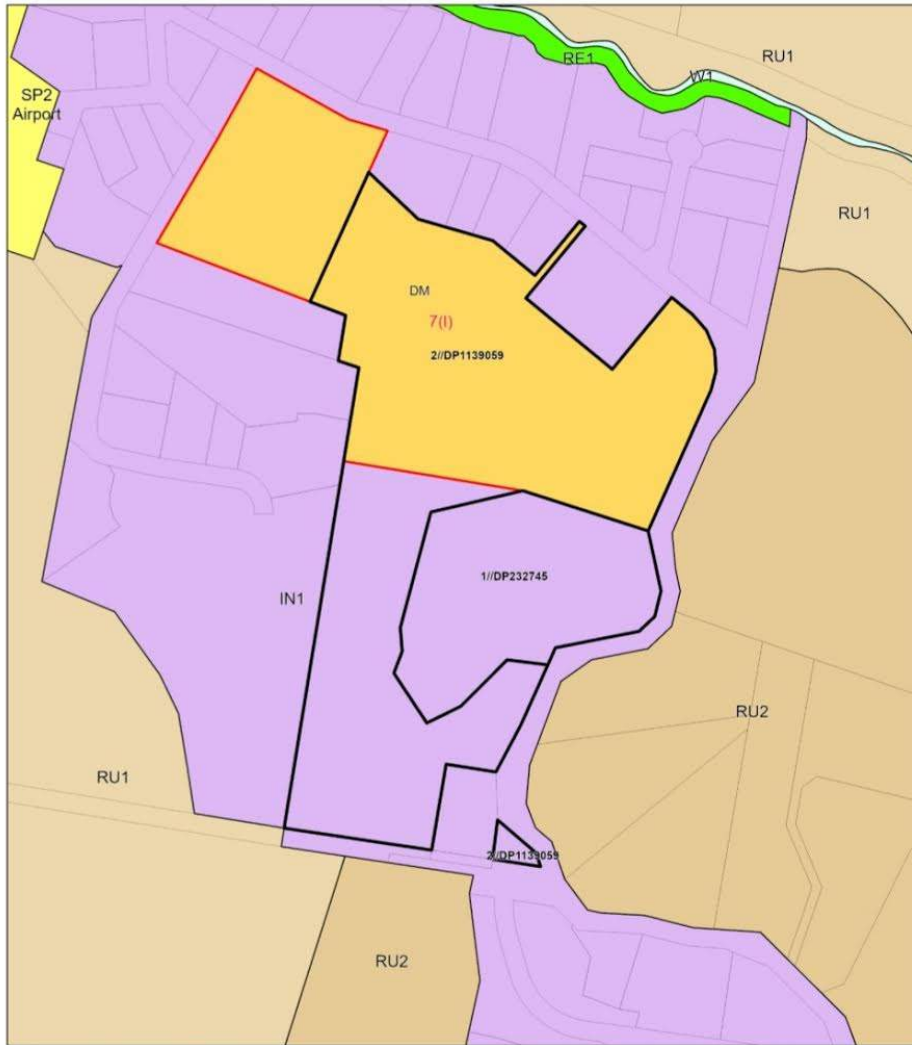 RU1
RE1
W1
SP2
Airport
RU1
DM
7(l)
2//DP1139059
1//DP232745
IN1
RU2
RU1
2//DP1139059
RU2